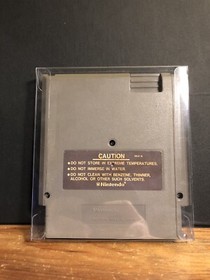 CAUTION
• DO NOT STORE IN EXTREME TEMPERATURES.
• DO NOT IMMERSE IN WATER.
• DO NOT CLEAN WITH BENZENE, THINNER,
ALCOHOL OR OTHER SUCH SOLVENTS.
Nintendo